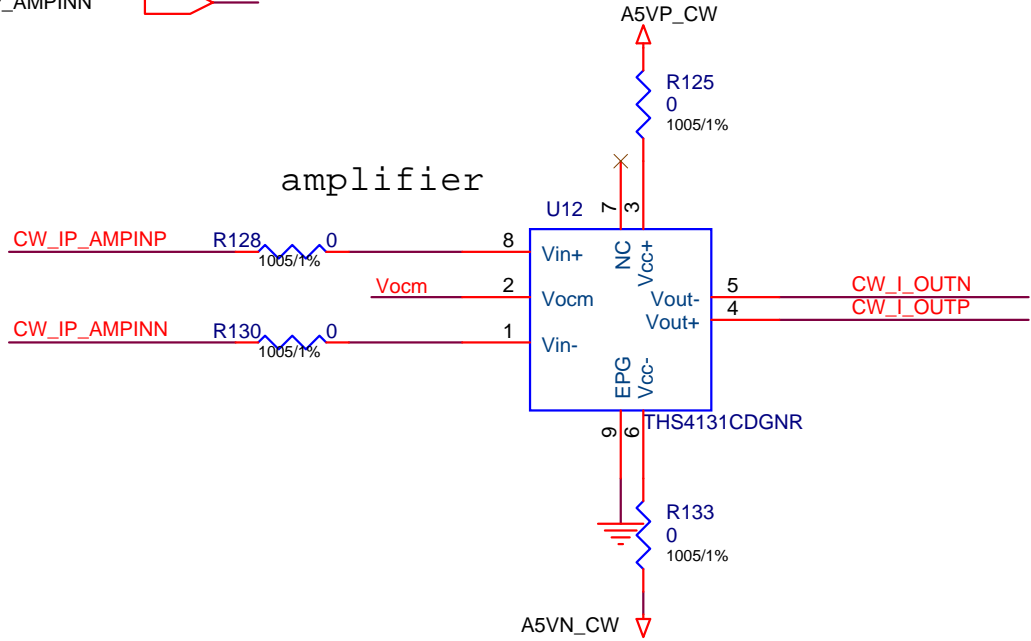 _AMPINN
A5VP_CW
R125
0
1005/1%
amplifier
U12
7
3
CW_IP_AMPINP
R128
0
1005/1%
8
Vin+
NC
Vcc+
Vocm
2
Vocm
Vout-
5
CW_I_OUTN
Vout+
4
CW_I_OUTP
CW_IP_AMPINN
R130
0
1005/1%
1
Vin-
EPG
Vcc-
THS4131CDGNR
9
6
R133
0
1005/1%
A5VN_CW